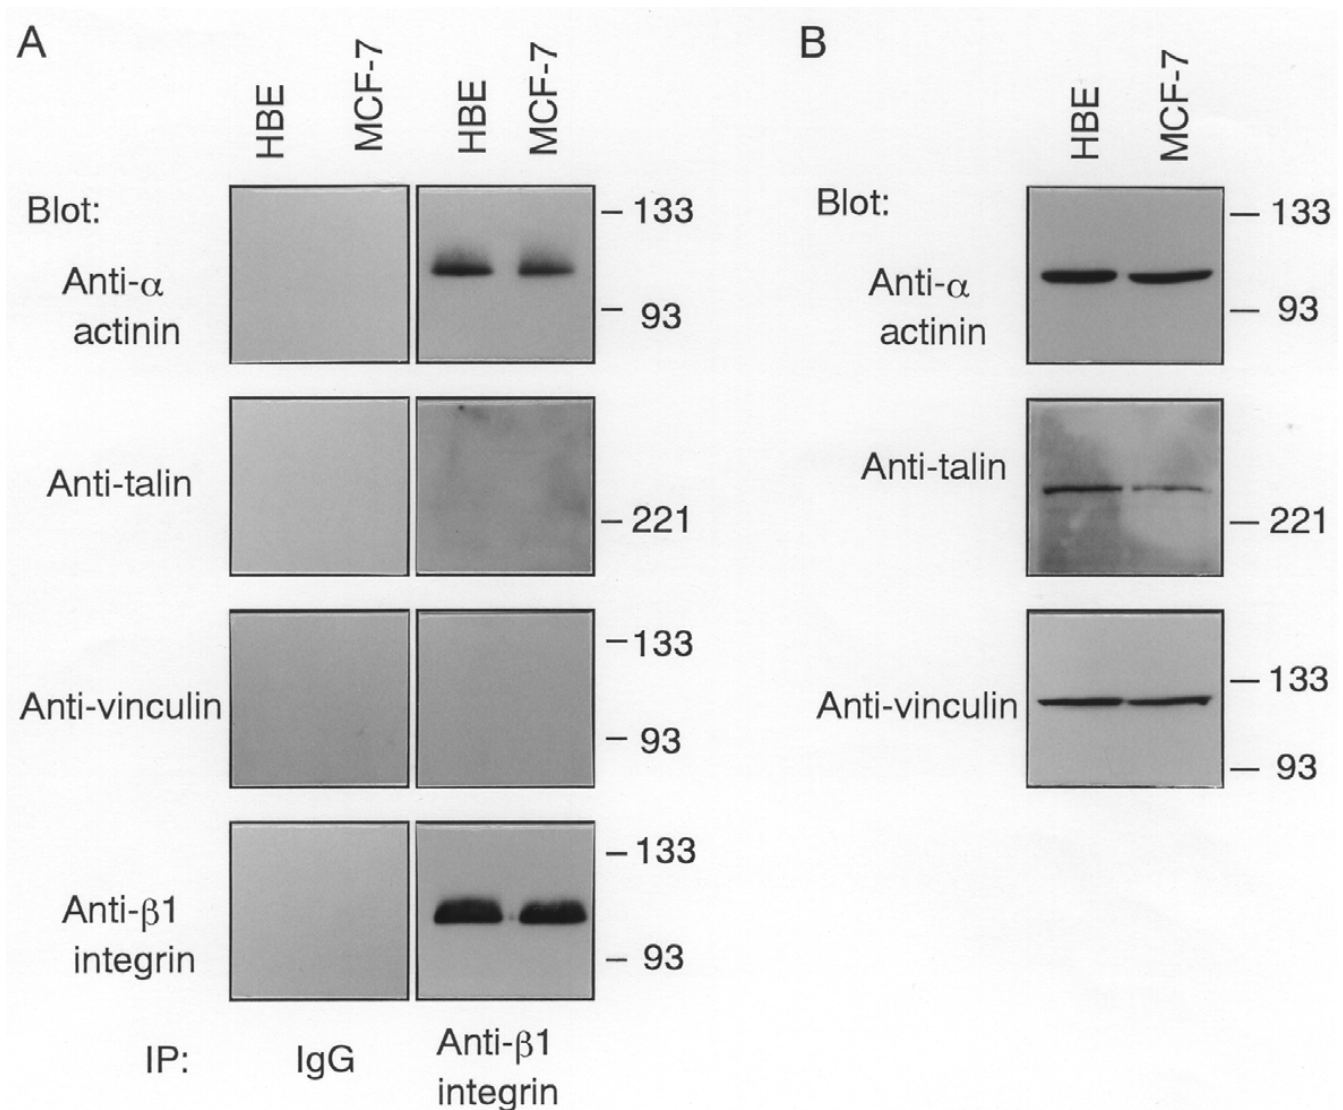 A
HBE
MCF-7
HBE
MCF-7
Blot:
Anti-α
actinin
133
93
Anti-talin
221
Anti-vinculin
133
93
Anti-β1
integrin
133
93
IP:
IgG
Anti-β1
integrin
B
HBE
MCF-7
Blot:
Anti-α
actinin
133
93
Anti-talin
221
Anti-vinculin
133
93